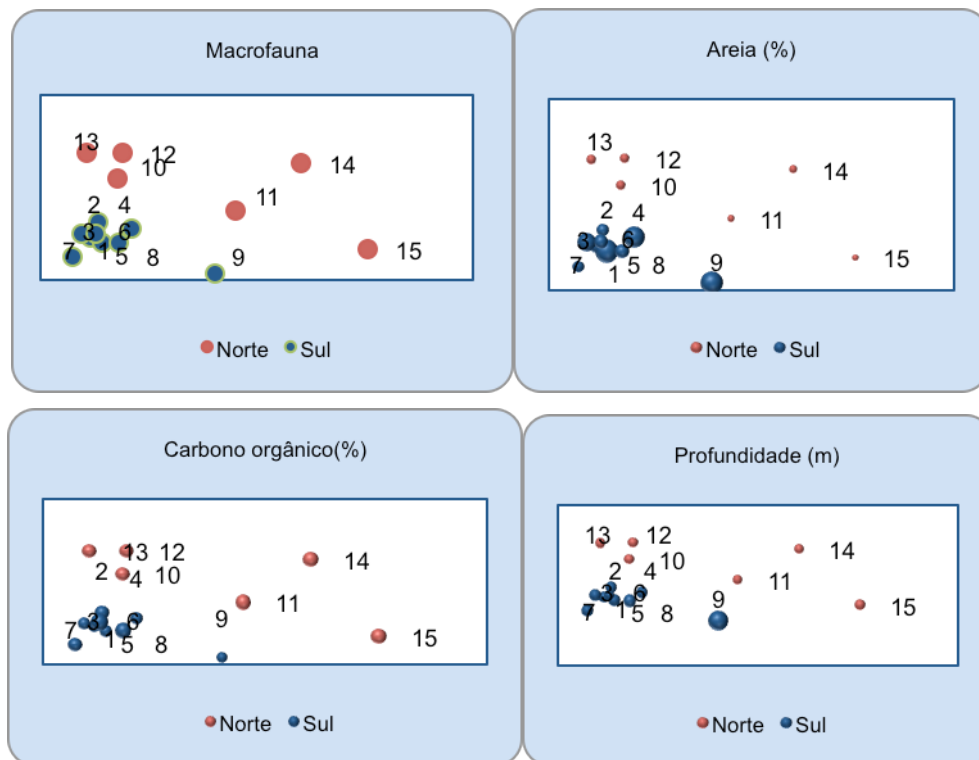 Macrofauna
13 12
10 14
2 4 11
7 3 1 6 5 8 9 15
Norte Sul
Areia (%)
13 12
10 14
2 4 11
7 3 1 6 5 8 9 15
Norte Sul
Carbono orgânico(%)
13 12
2 4 10 14
11
7 3 1 6 5 8 9 15
Norte Sul
Profundidade (m)
13 12
10 14
2 4 11
7 3 1 6 5 8 9 15
Norte Sul